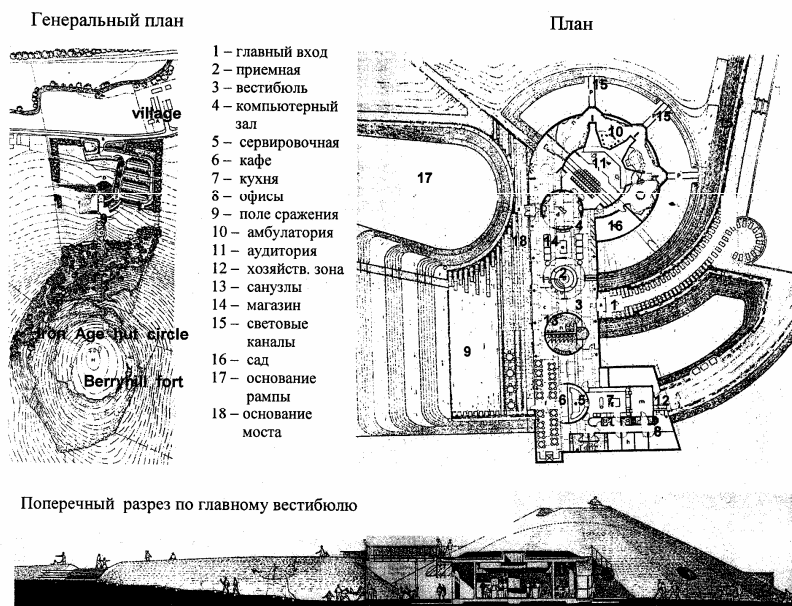 Генеральный план
План
village
Iron Age hut circle
Berryhill fort
1 – главный вход
2 – приемная
3 – вестибюль
4 – компьютерный
зал
5 – сервировочная
6 – кафе
7 – кухня
8 – офисы
9 – поле сражения
10 – амбулатория
11 – аудитория
12 – хозяйств. зона
13 – санузлы
14 – магазин
15 – световые
каналы
16 – сад
17 – основание
рампы
18 – основание
моста
15
15
10
11
17
4
16
18
14
2
3
1
13
9
6
5
7
12
8
Поперечный разрез по главному вестибюлю